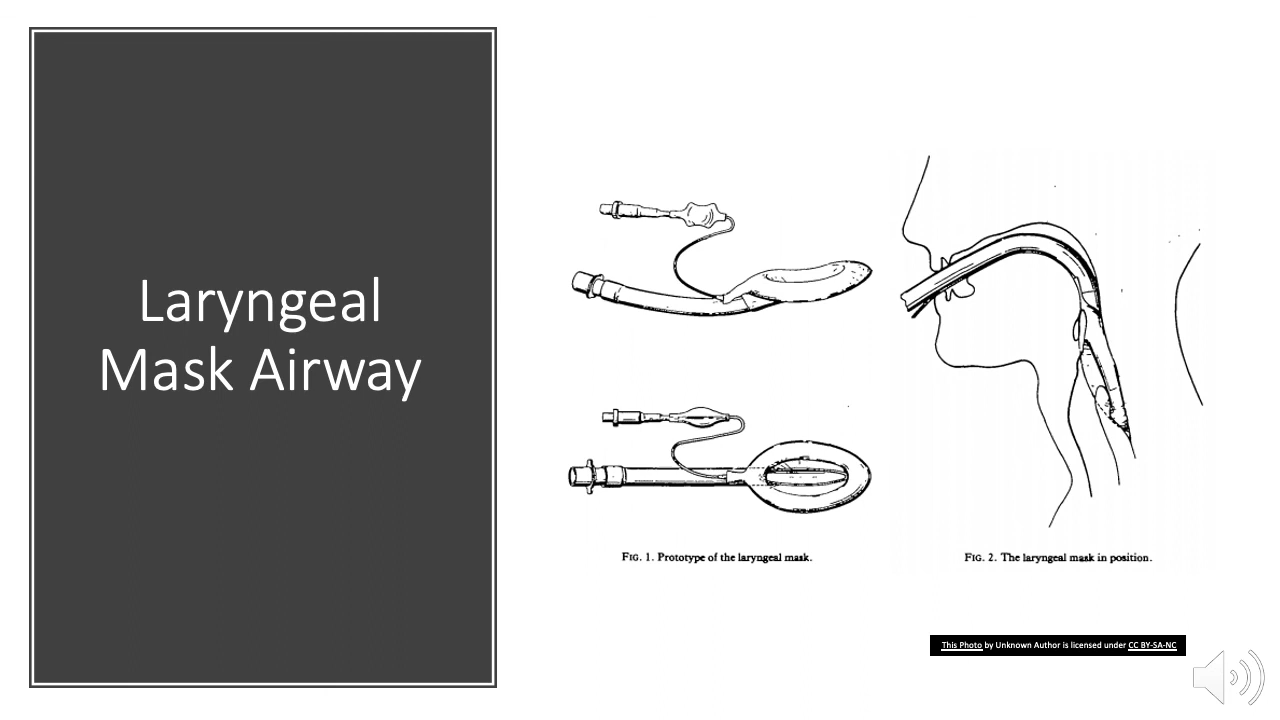 Laryngeal
Mask Airway
FIG. 1. Prototype of the laryngeal mask.
FIG. 2. The laryngeal mask in position.
This Photo by Unknown Author is licensed under CC BY-SA-NC